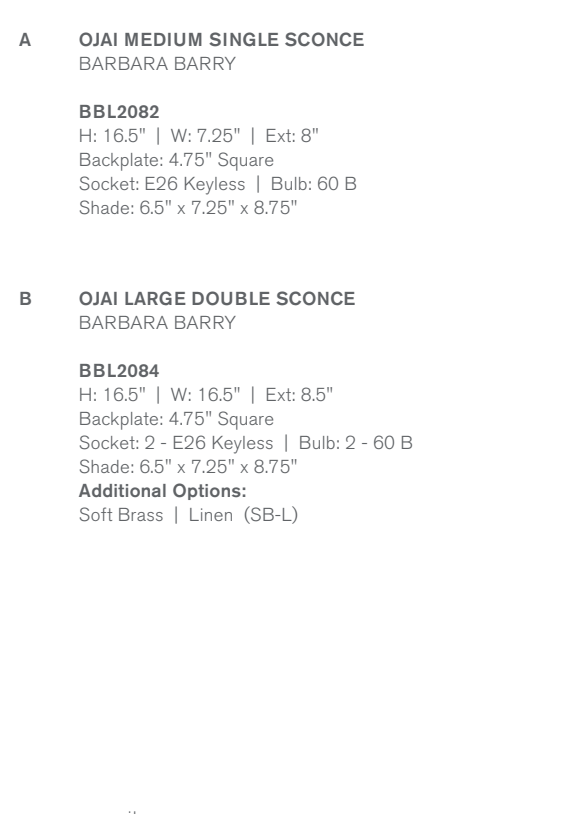 A OJAI MEDIUM SINGLE SCONCE
BARBARA BARRY
BBL2082
H: 16.5" | W: 7.25" | Ext: 8"
Backplate: 4.75" Square
Socket: E26 Keyless | Bulb: 60 B
Shade: 6.5" x 7.25" x 8.75"
B OJAI LARGE DOUBLE SCONCE
BARBARA BARRY
BBL2084
H: 16.5" | W: 16.5" | Ext: 8.5"
Backplate: 4.75" Square
Socket: 2 - E26 Keyless | Bulb: 2 - 60 B
Shade: 6.5" x 7.25" x 8.75"
Additional Options:
Soft Brass | Linen (SB-L)